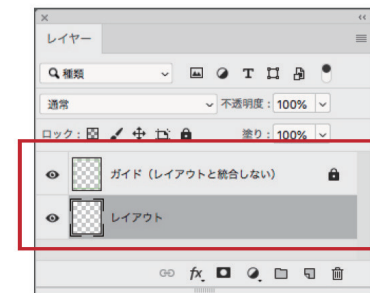 レイヤー
種類
通常 不透明度： 100%
ロック： 塗り： 100%
ガイド（レイアウトと統合しない）
レイアウト
fx